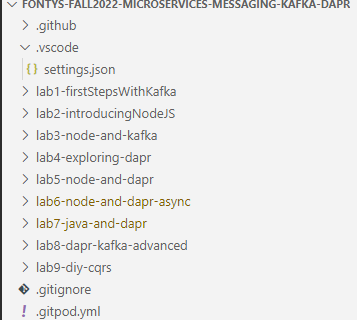 FONTYS-FALL2022-MICROSERVICES-MESSAGING-KAFKA-DAPR
.github
.vscode
{} settings.json
lab1-firstStepsWithKafka
lab2-introducingNodeJS
lab3-node-and-kafka
lab4-exploring-dapr
lab5-node-and-dapr
lab6-node-and-dapr-async
lab7-java-and-dapr
lab8-dapr-kafka-advanced
lab9-diy-cqrs
.gitignore
! .gitpod.yml